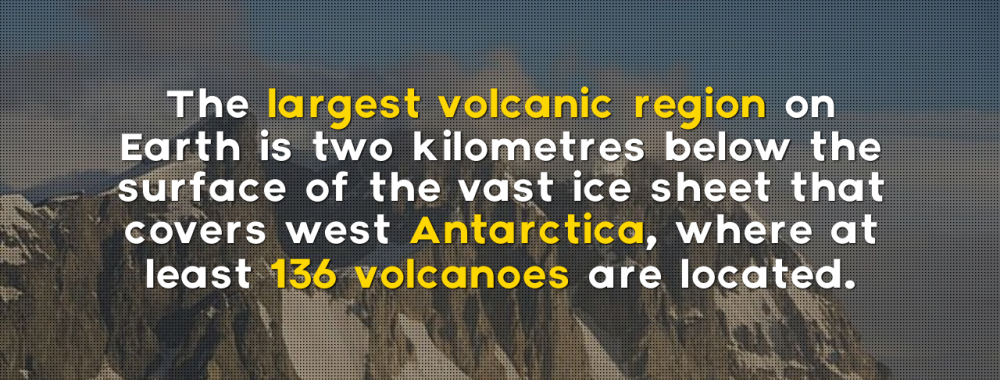 The largest volcanic region on
Earth is two kilometres below the
surface of the vast ice sheet that
covers west Antarctica, where at
least 136 volcanoes are located.